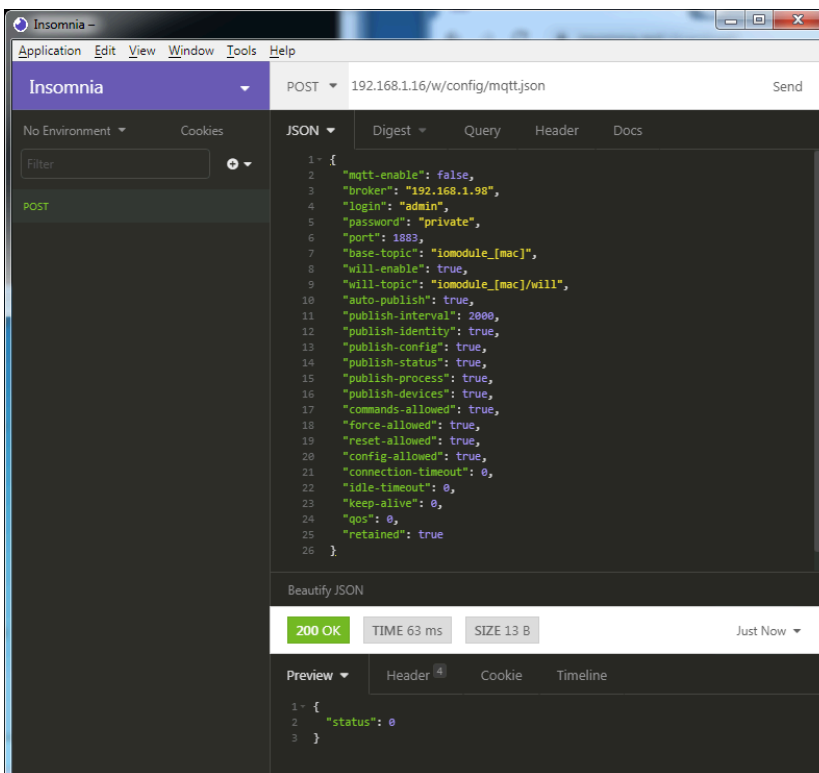 Insomnia –
Application Edit View Window Tools Help
Insomnia
POST 192.168.1.16/w/config/mqtt.json Send
No Environment Cookies
JSON Digest Query Header Docs
Filter
POST
1 {
2 "mqtt-enable": false,
3 "broker": "192.168.1.98",
4 "login": "admin",
5 "password": "private",
6 "port": 1883,
7 "base-topic": "iomodule_[mac]",
8 "will-enable": true,
9 "will-topic": "iomodule_[mac]/will",
10 "auto-publish": true,
11 "publish-interval": 2000,
12 "publish-identity": true,
13 "publish-config": true,
14 "publish-status": true,
15 "publish-process": true,
16 "publish-devices": true,
17 "commands-allowed": true,
18 "force-allowed": true,
19 "reset-allowed": true,
20 "config-allowed": true,
21 "connection-timeout": 0,
22 "idle-timeout": 0,
23 "keep-alive": 0,
24 "qos": 0,
25 "retained": true
26 }
Beautify JSON
200 OK TIME 63 ms SIZE 13 B Just Now
Preview Header 4 Cookie Timeline
1 {
2 "status": 0
3 }